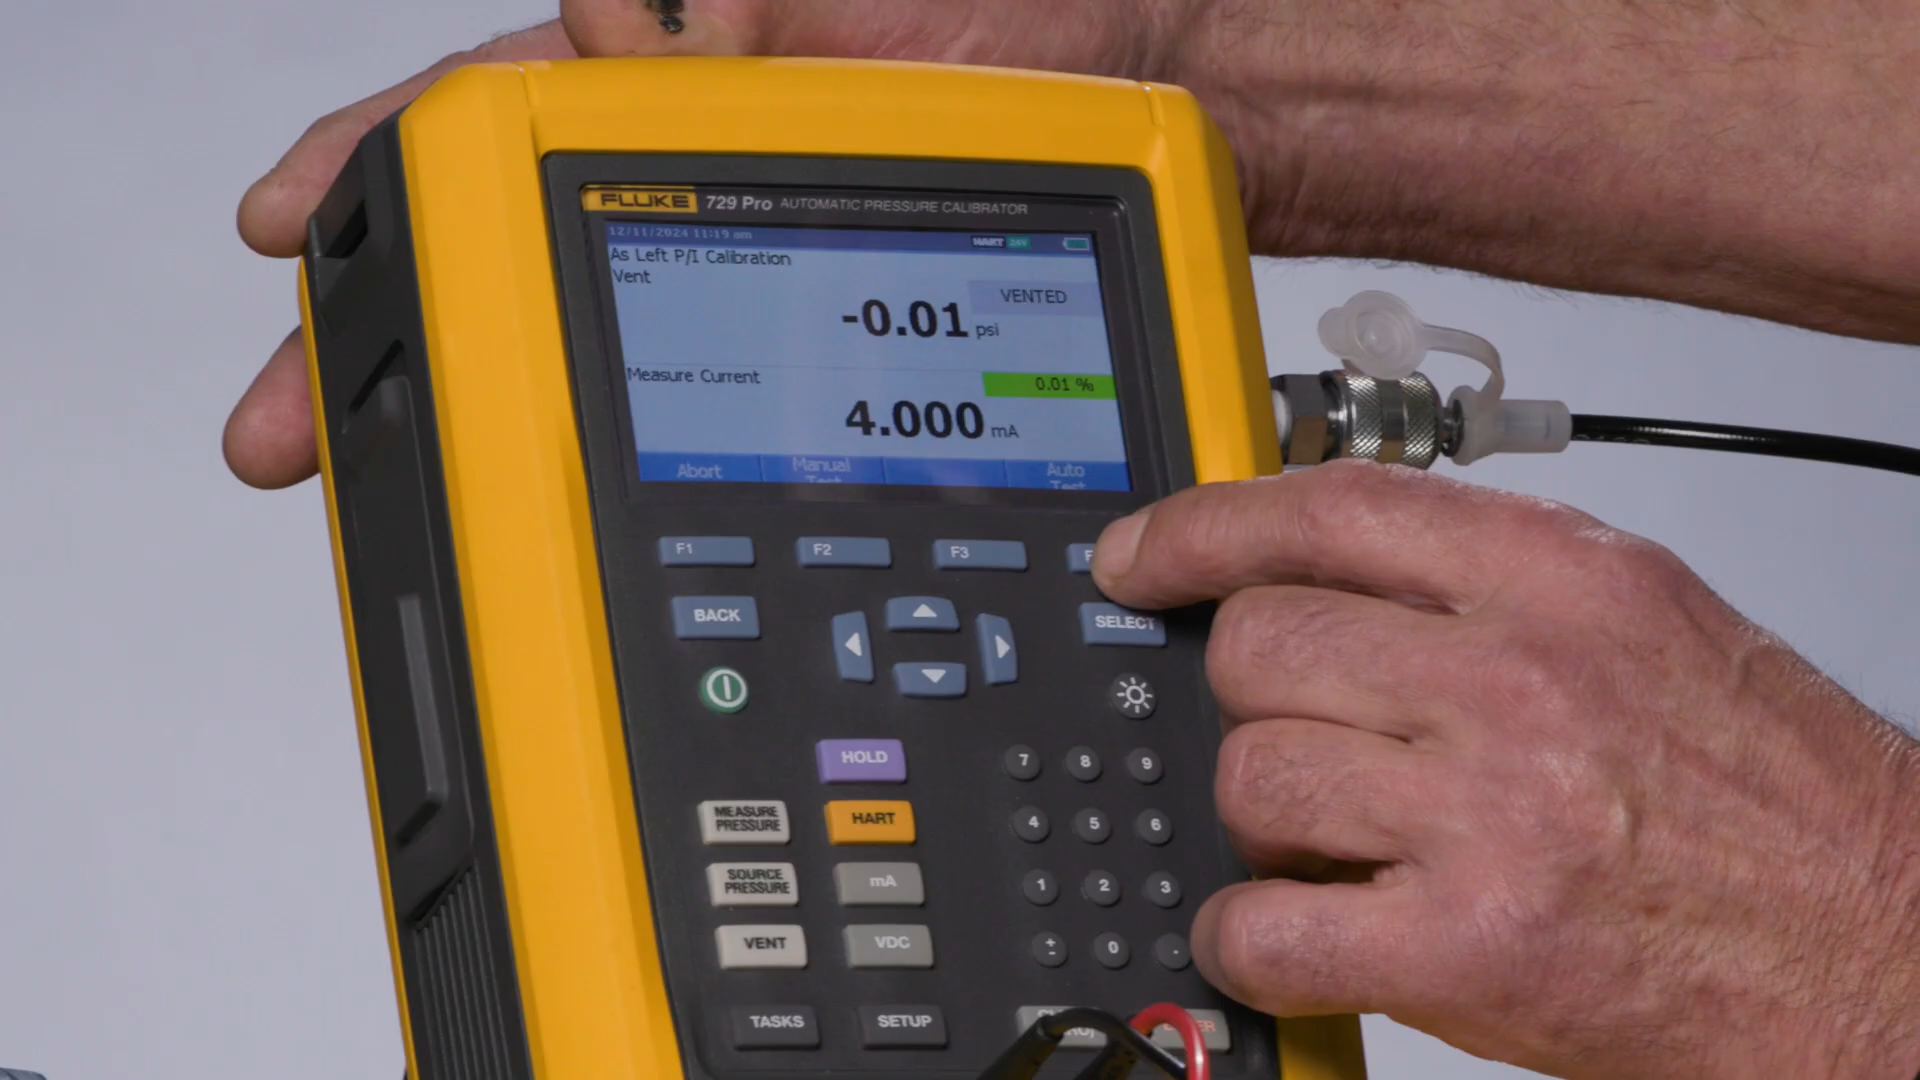 FLUKE 729 Pro AUTOMATIC PRESSURE CALIBRATOR
12/11/2024 11:19 am HART 24V
As Left P/I Calibration
Vent
VENTED
-0.01 psi
Measure Current
0.01 %
4.000 mA
Abort Manual Test Auto Test
F1 F2 F3
BACK SELECT
HOLD
7 8 9
MEASURE PRESSURE HART
4 5 6
SOURCE PRESSURE mA
1 2 3
VENT VDC
+ - 0 .
TASKS SETUP